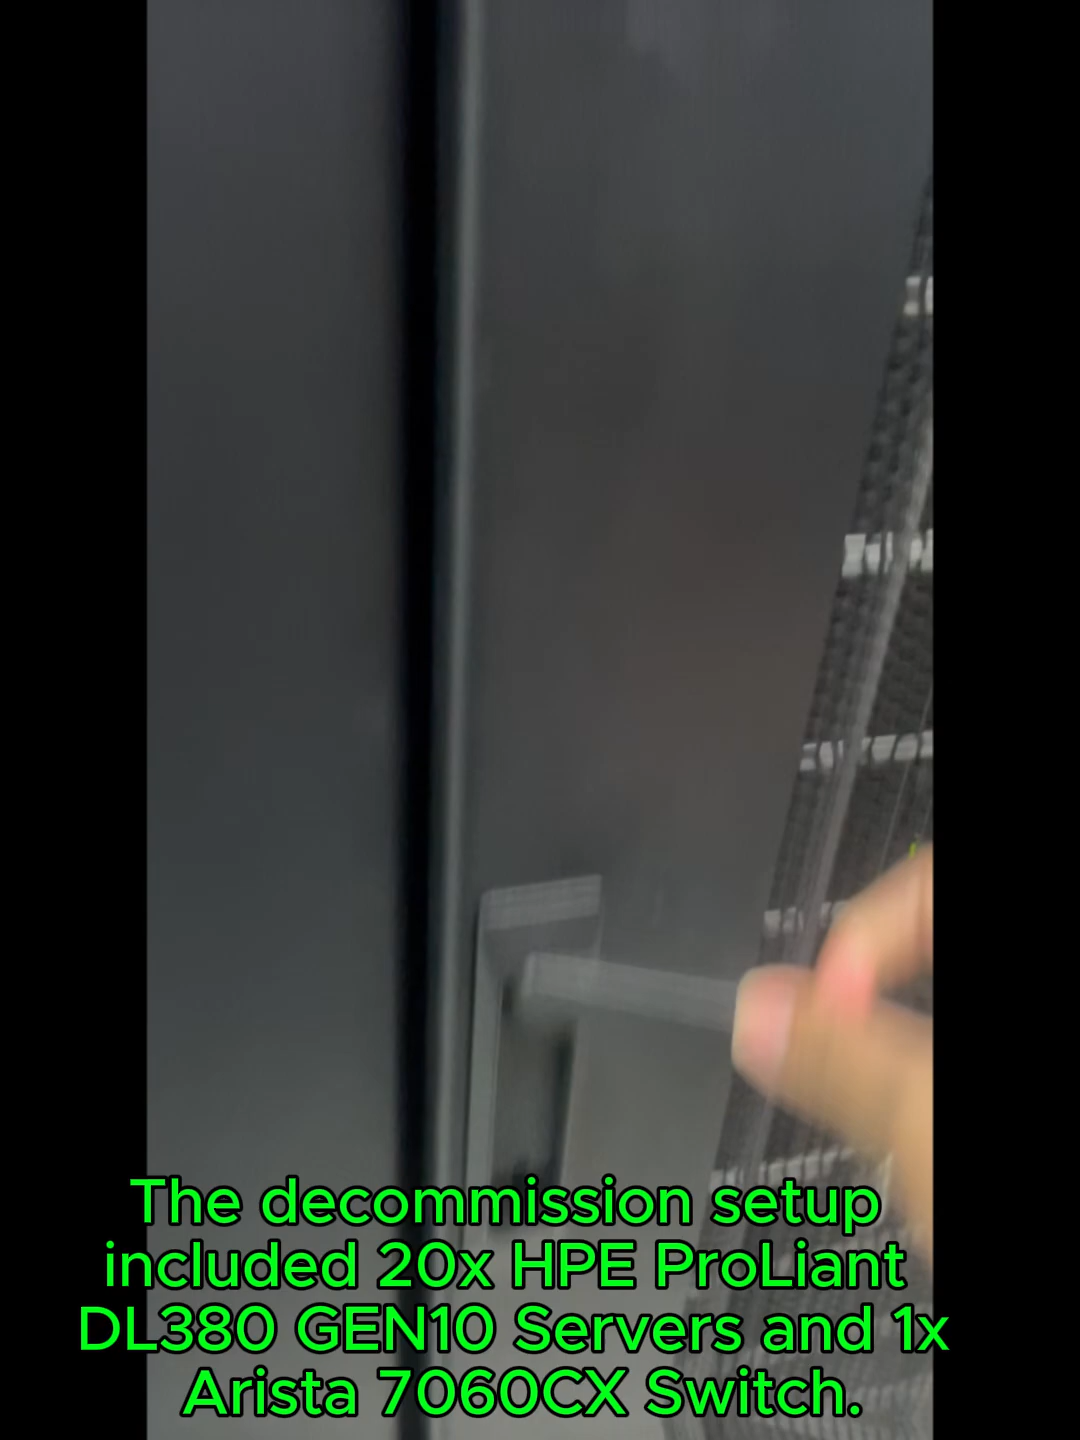 The decommission setup
included 20x HPE ProLiant
DL380 GEN10 Servers and 1x
Arista 7060CX Switch.